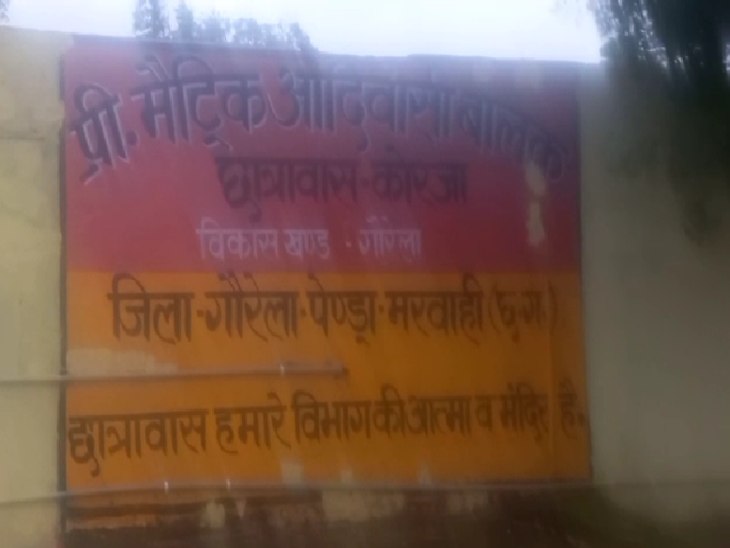 प्री. मैट्रिक आदिवासी बालक
छात्रावास - कोरजा
विकास खण्ड - गौरेला
जिला - गौरेला - पेण्ड्रा - मरवाही (छ.ग.)
छात्रावास हमारे विभाग की आत्मा व मंदिर है.